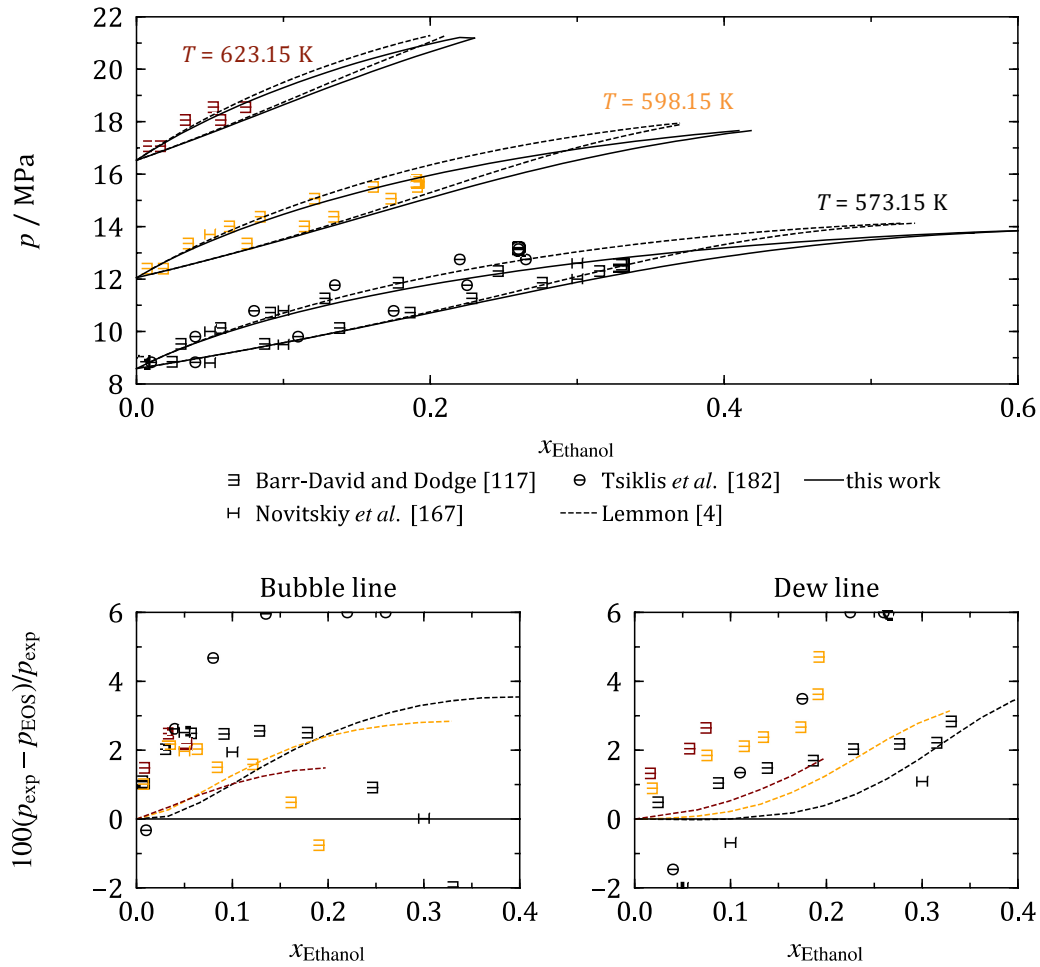 22
20
18
16
14
12
10
8
p / MPa
T = 623.15 K
T = 598.15 K
T = 573.15 K
0.0 0.2 0.4 0.6
xEthanol
Barr-David and Dodge [117] Tsiklis et al. [182] this work
Novitskiy et al. [167] Lemmon [4]
Bubble line
6
4
2
0
−2
100(pexp − pEOS)/pexp
0.0 0.1 0.2 0.3 0.4
xEthanol
Dew line
6
4
2
0
−2
0.0 0.1 0.2 0.3 0.4
xEthanol